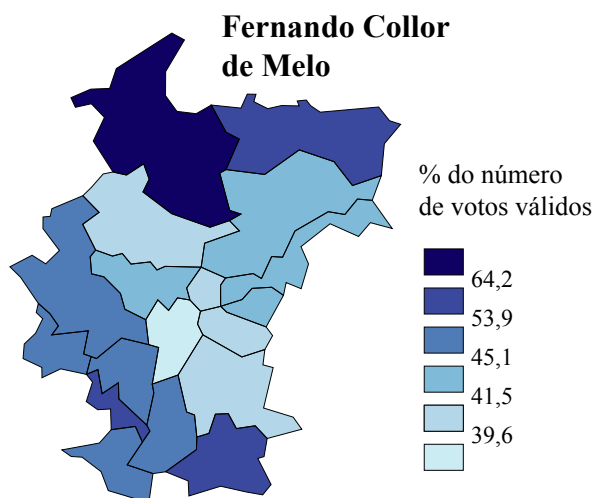 Fernando Collor
de Melo
% do número
de votos válidos
64,2
53,9
45,1
41,5
39,6